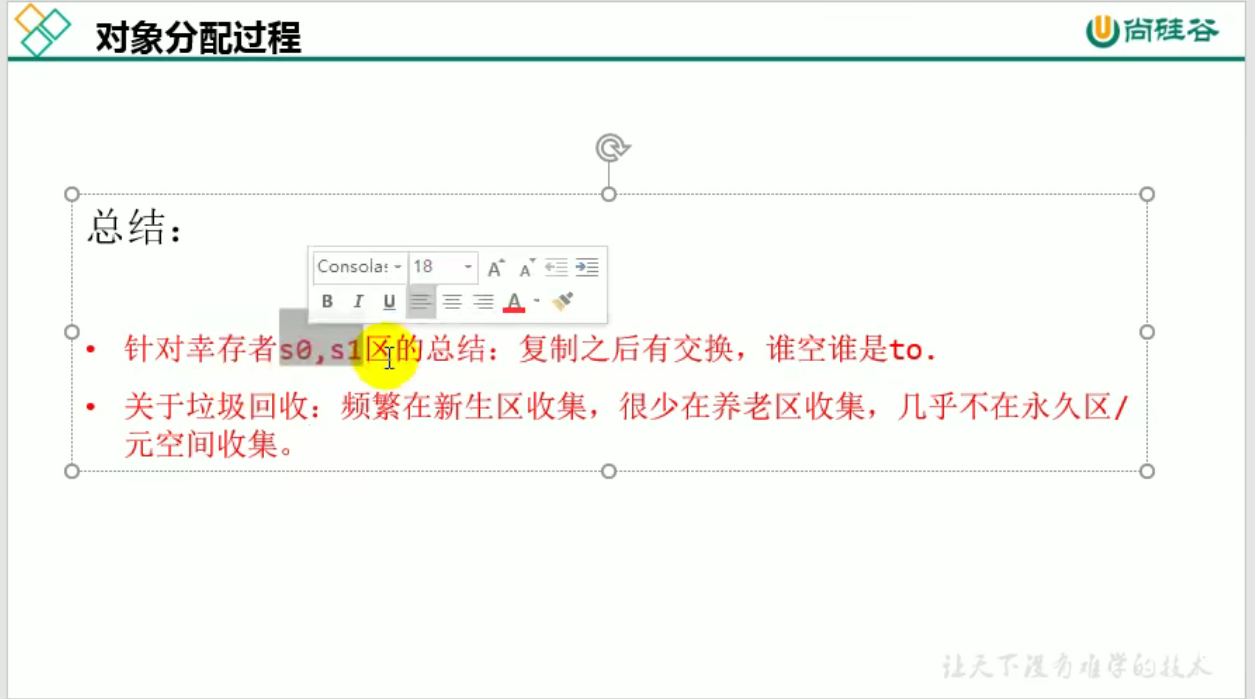 对象分配过程
尚硅谷
总结:
Consolas 18 A A
B I U A
• 针对幸存者s0,s1区的总结:复制之后有交换,谁空谁是to.
• 关于垃圾回收:频繁在新生区收集,很少在养老区收集,几乎不在永久区/
元空间收集。
让天下没有难学的技术